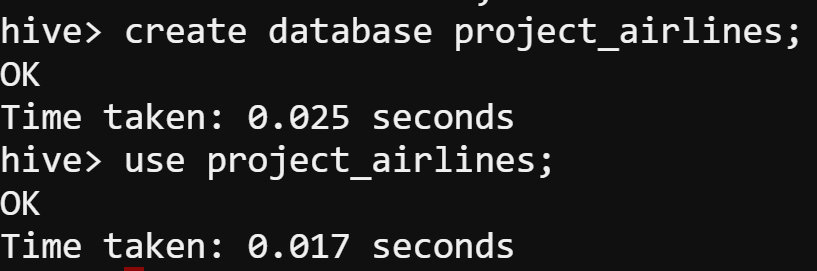 hive> create database project_airlines;
OK
Time taken: 0.025 seconds
hive> use project_airlines;
OK
Time taken: 0.017 seconds